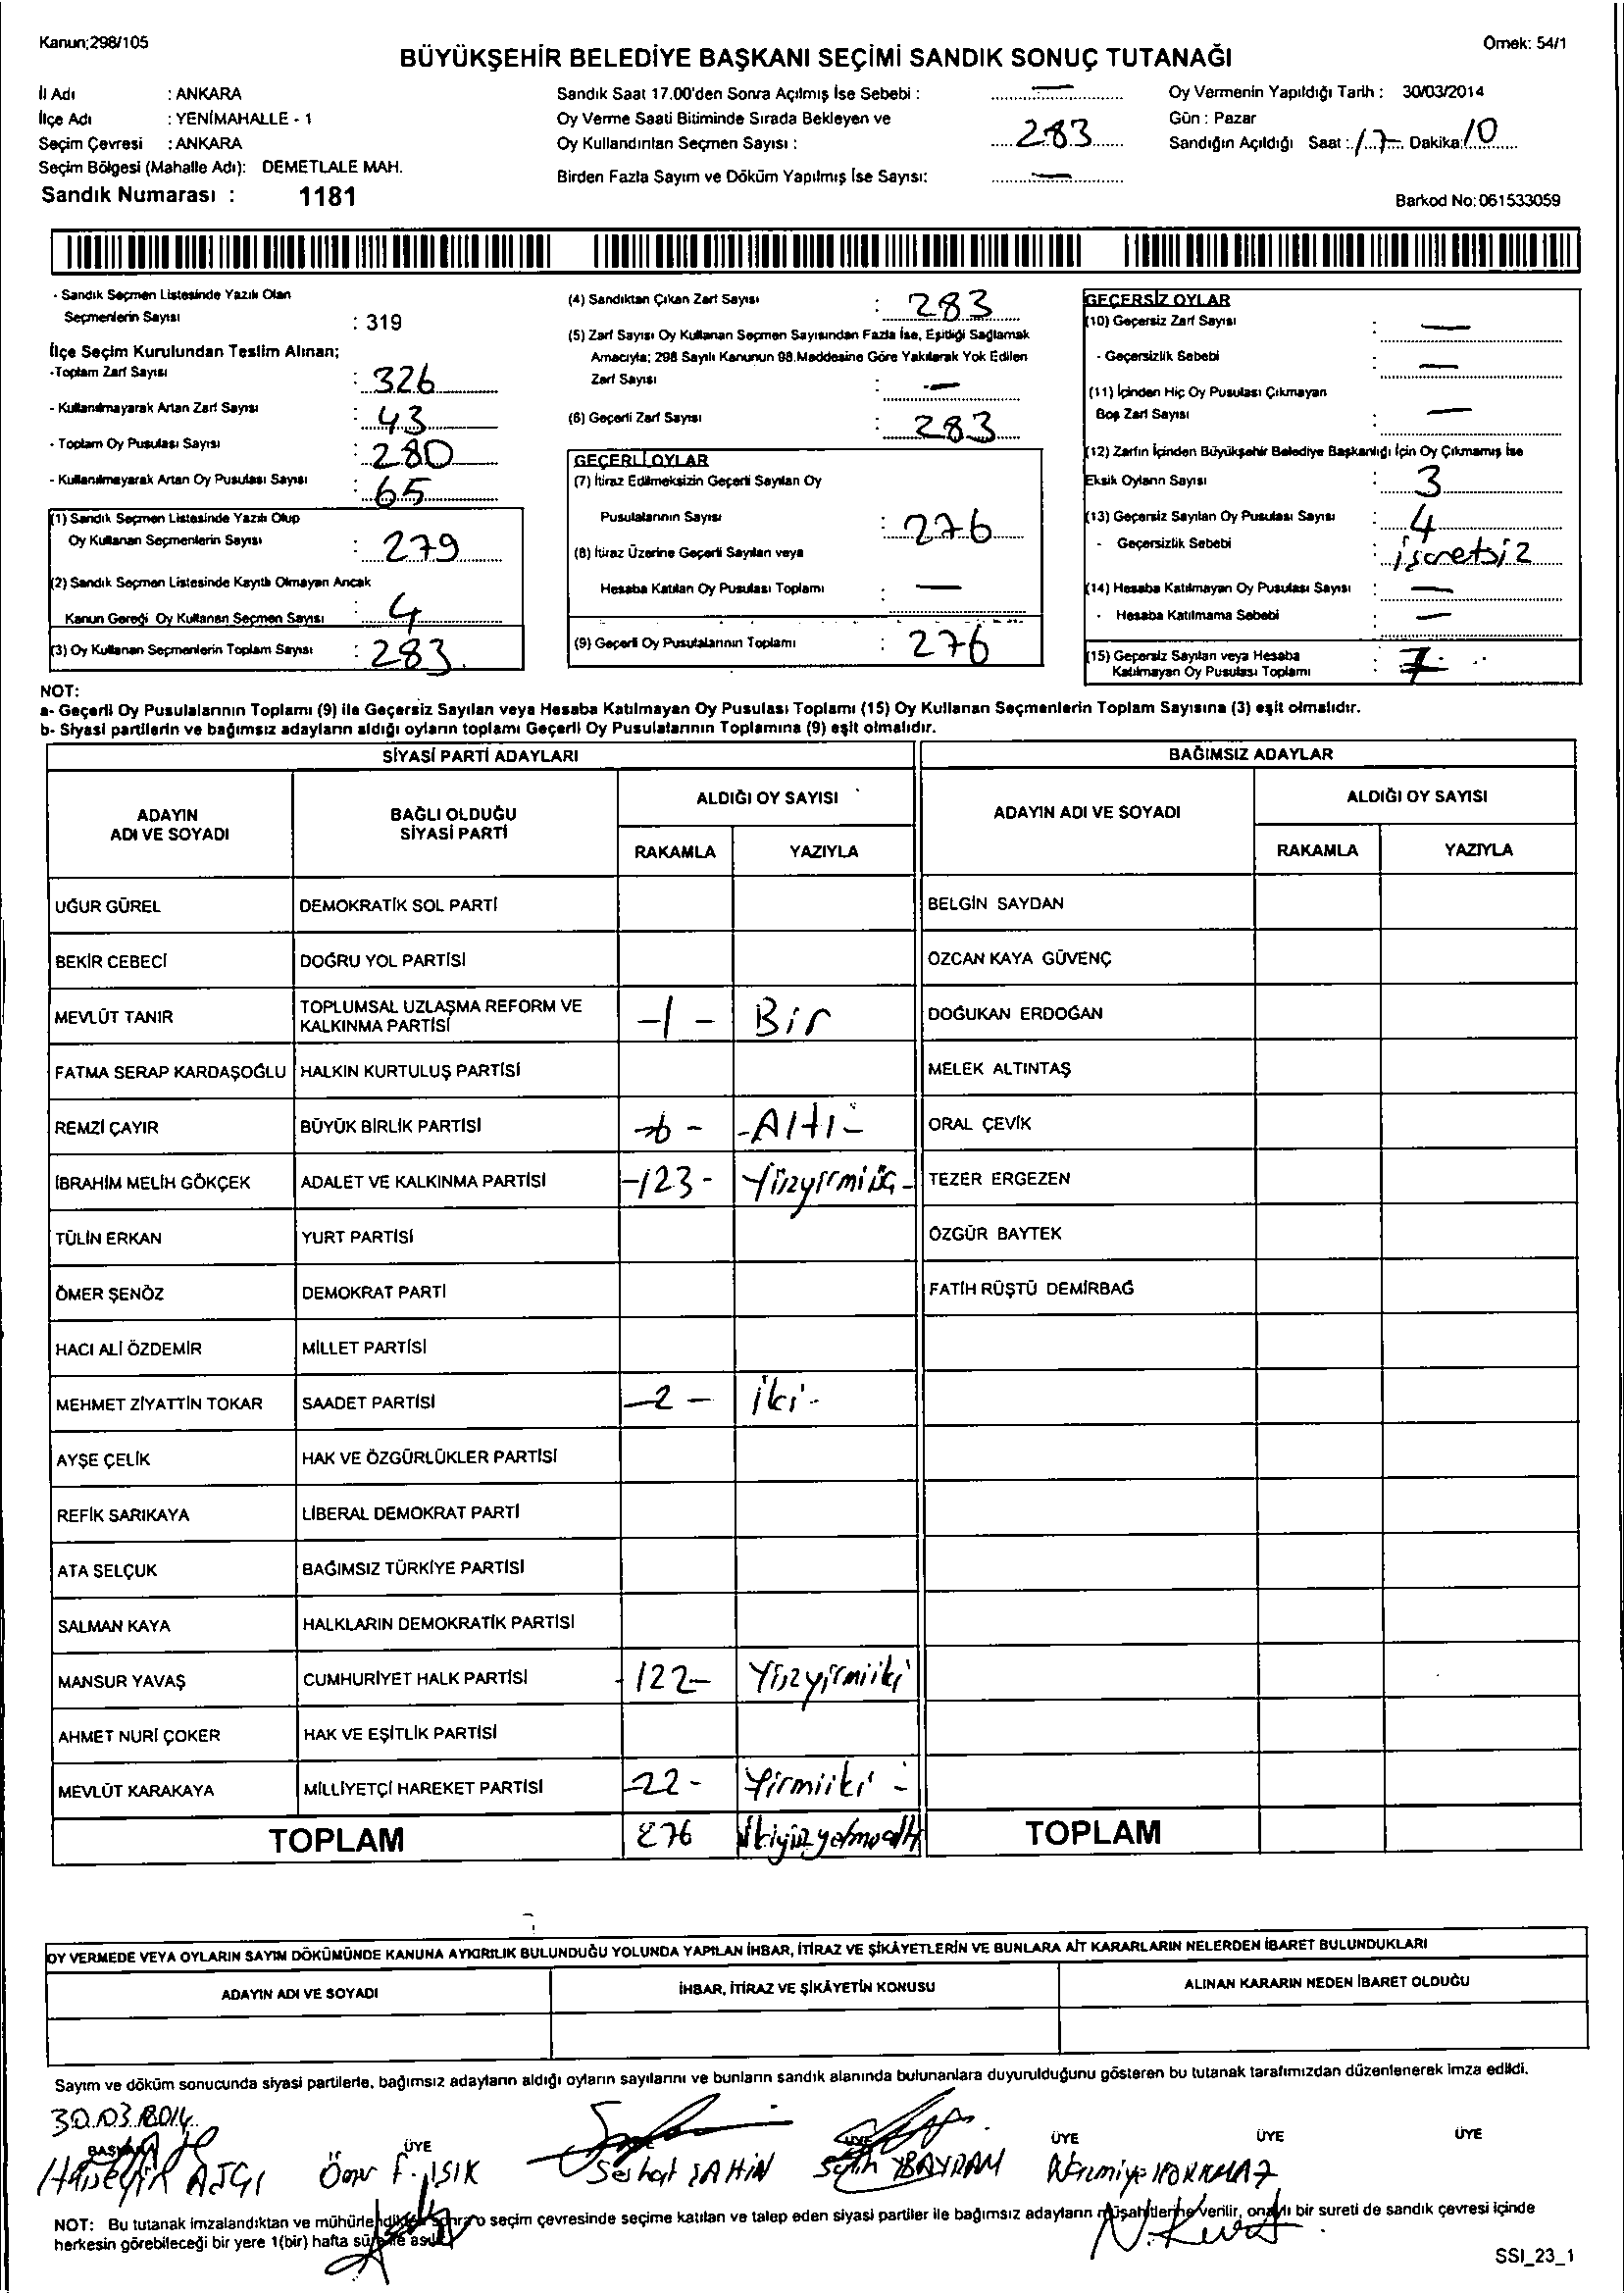 Kanun;298/105
Örnek: 54/1
BÜYÜKŞEHİR BELEDİYE BAŞKANI SEÇİMİ SANDIK SONUÇ TUTANAĞI
İl Adı : ANKARA
İlçe Adı : YENİMAHALLE - 1
Seçim Çevresi : ANKARA
Seçim Bölgesi (Mahalle Adı): DEMETLALE MAH.
Sandık Numarası : 1181
Sandık Saat 17.00'den Sonra Açılmış İse Sebebi : —
Oy Verme Saati Bitiminde Sırada Bekleyen ve
Oy Kullandırılan Seçmen Sayısı : 283
Birden Fazla Sayım ve Döküm Yapılmış İse Sayısı: —
Oy Vermenin Yapıldığı Tarih : 30/03/2014
Gün : Pazar
Sandığın Açıldığı Saat : 17 Dakika: 10
Barkod No:061533059
- Sandık Seçmen Listesinde Yazılı Olan
Seçmenlerin Sayısı : 319
İlçe Seçim Kurulundan Teslim Alınan;
-Toplam Zarf Sayısı : 326
- Kullanılmayarak Artan Zarf Sayısı : 43
- Toplam Oy Pusulası Sayısı : 280
- Kullanılmayarak Artan Oy Pusulası Sayısı : 65
(1) Sandık Seçmen Listesinde Yazılı Olup
Oy Kullanan Seçmenlerin Sayısı : 279
(2) Sandık Seçmen Listesinde Kayıtlı Olmayan Ancak
Kanun Gereği Oy Kullanan Seçmen Sayısı : 4
(3) Oy Kullanan Seçmenlerin Toplam Sayısı : 283
(4) Sandıktan Çıkan Zarf Sayısı : 283
(5) Zarf Sayısı Oy Kullanan Seçmen Sayısından Fazla İse, Eşitliği Sağlamak
Amacıyla; 298 Sayılı Kanunun 98.Maddesine Göre Yakılarak Yok Edilen
Zarf Sayısı : —
(6) Geçerli Zarf Sayısı : 283
GEÇERLİ OYLAR
(7) İtiraz Edilmeksizin Geçerli Sayılan Oy
Pusulalarının Sayısı : 276
(8) İtiraz Üzerine Geçerli Sayılan veya
Hesaba Katılan Oy Pusulası Toplamı : —
(9) Geçerli Oy Pusulalarının Toplamı : 276
GEÇERSİZ OYLAR
(10) Geçersiz Zarf Sayısı : —
- Geçersizlik Sebebi : —
(11) İçinden Hiç Oy Pusulası Çıkmayan
Boş Zarf Sayısı : —
(12) Zarfın İçinden Büyükşehir Belediye Başkanlığı İçin Oy Çıkmamış İse
Eksik Oyların Sayısı : 3
(13) Geçersiz Sayılan Oy Pusulası Sayısı : 4
- Geçersizlik Sebebi : işcretsiz
(14) Hesaba Katılmayan Oy Pusulası Sayısı : —
- Hesaba Katılmama Sebebi : —
(15) Geçersiz Sayılan veya Hesaba
Katılmayan Oy Pusulası Toplamı : 7
NOT:
a- Geçerli Oy Pusulalarının Toplamı (9) ile Geçersiz Sayılan veya Hesaba Katılmayan Oy Pusulası Toplamı (15) Oy Kullanan Seçmenlerin Toplam Sayısına (3) eşit olmalıdır.
b- Siyasi partilerin ve bağımsız adayların aldığı oyların toplamı Geçerli Oy Pusulalarının Toplamına (9) eşit olmalıdır.
SİYASİ PARTİ ADAYLARI BAĞIMSIZ ADAYLAR
ADAYIN ADI VE SOYADI BAĞLI OLDUĞU SİYASİ PARTİ ALDIĞI OY SAYISI ADAYIN ADI VE SOYADI ALDIĞI OY SAYISI
RAKAMLA YAZIYLA RAKAMLA YAZIYLA
UĞUR GÜREL DEMOKRATİK SOL PARTİ BELGİN SAYDAN
BEKİR CEBECİ DOĞRU YOL PARTİSİ ÖZCAN KAYA GÜVENÇ
MEVLÜT TANIR TOPLUMSAL UZLAŞMA REFORM VE KALKINMA PARTİSİ -1- Bir DOĞUKAN ERDOĞAN
FATMA SERAP KARDAŞOĞLU HALKIN KURTULUŞ PARTİSİ MELEK ALTINTAŞ
REMZİ ÇAYIR BÜYÜK BİRLİK PARTİSİ -6- -Altı- ORAL ÇEVİK
İBRAHİM MELİH GÖKÇEK ADALET VE KALKINMA PARTİSİ -123- Yüzyirmiüç- TEZER ERGEZEN
TÜLİN ERKAN YURT PARTİSİ ÖZGÜR BAYTEK
ÖMER ŞENÖZ DEMOKRAT PARTİ FATİH RÜŞTÜ DEMİRBAĞ
HACI ALİ ÖZDEMİR MİLLET PARTİSİ
MEHMET ZİYATTİN TOKAR SAADET PARTİSİ -2- iki-
AYŞE ÇELİK HAK VE ÖZGÜRLÜKLER PARTİSİ
REFİK SARIKAYA LİBERAL DEMOKRAT PARTİ
ATA SELÇUK BAĞIMSIZ TÜRKİYE PARTİSİ
SALMAN KAYA HALKLARIN DEMOKRATİK PARTİSİ
MANSUR YAVAŞ CUMHURİYET HALK PARTİSİ -122- Yüzyirmiiki
AHMET NURİ ÇOKER HAK VE EŞİTLİK PARTİSİ
MEVLÜT KARAKAYA MİLLİYETÇİ HAREKET PARTİSİ -22- Yirmiiki -
TOPLAM 276 TOPLAM
OY VERMEDE VEYA OYLARIN SAYIM DÖKÜMÜNDE KANUNA AYKIRILIK BULUNDUĞU YOLUNDA YAPILAN İHBAR, İTİRAZ VE ŞİKÂYETLERİN VE BUNLARA AİT KARARLARIN NELERDEN İBARET BULUNDUKLARI
ADAYIN ADI VE SOYADI İHBAR, İTİRAZ VE ŞİKÂYETİN KONUSU ALINAN KARARIN NEDEN İBARET OLDUĞU
Sayım ve döküm sonucunda siyasi partilerle, bağımsız adayların aldığı oyların sayılarını ve bunların sandık alanında bulunanlara duyurulduğunu gösteren bu tutanak tarafımızdan düzenlenerek imza edildi.
30.03.2014
BAŞKAN ÜYE ÜYE ÜYE ÜYE ÜYE
Ömer F. IŞIK Serhat ŞAHİN BAYRAM
NOT: Bu tutanak imzalandıktan ve mühürlendikten sonra o seçim çevresinde seçime katılan ve talep eden siyasi partiler ile bağımsız adayların müşahitlerine verilir, onaylı bir sureti de sandık çevresi içinde
herkesin görebileceği bir yere 1(bir) hafta süre ile asılır
SSI_23_1